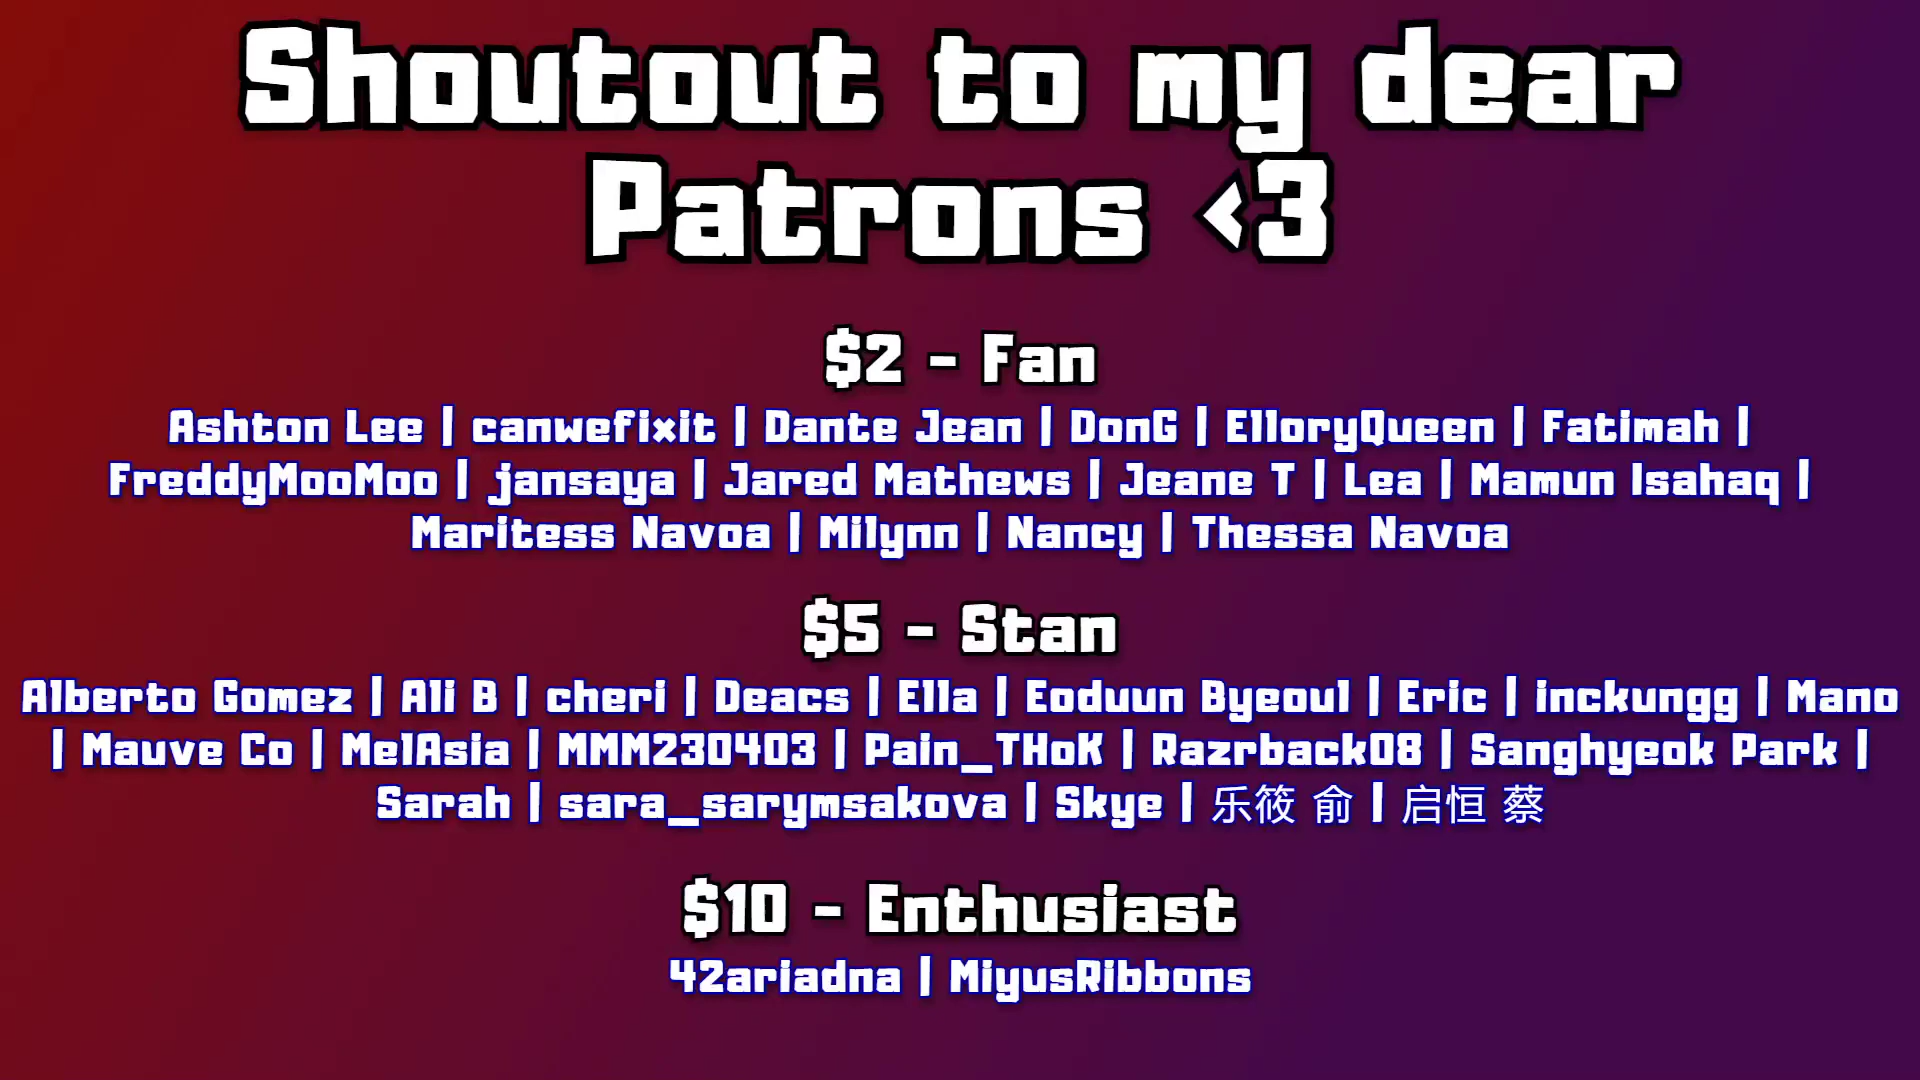 Shoutout to my dear
Patrons <3
$2 - Fan
Ashton Lee | canwefixit | Dante Jean | DonG | ElloryQueen | Fatimah |
FreddyMooMoo | jansaya | Jared Mathews | Jeane T | Lea | Mamun Isahaq |
Maritess Navoa | Milynn | Nancy | Thessa Navoa
$5 - Stan
Alberto Gomez | Ali B | cheri | Deacs | Ella | Eoduun Byeoul | Eric | inckungg | Mano
| Mauve Co | MelAsia | MMM230403 | Pain_THoK | Razrback08 | Sanghyeok Park |
Sarah | sara_sarymsakova | Skye | 乐筱 俞 | 启恒 蔡
$10 - Enthusiast
42ariadna | MiyusRibbons